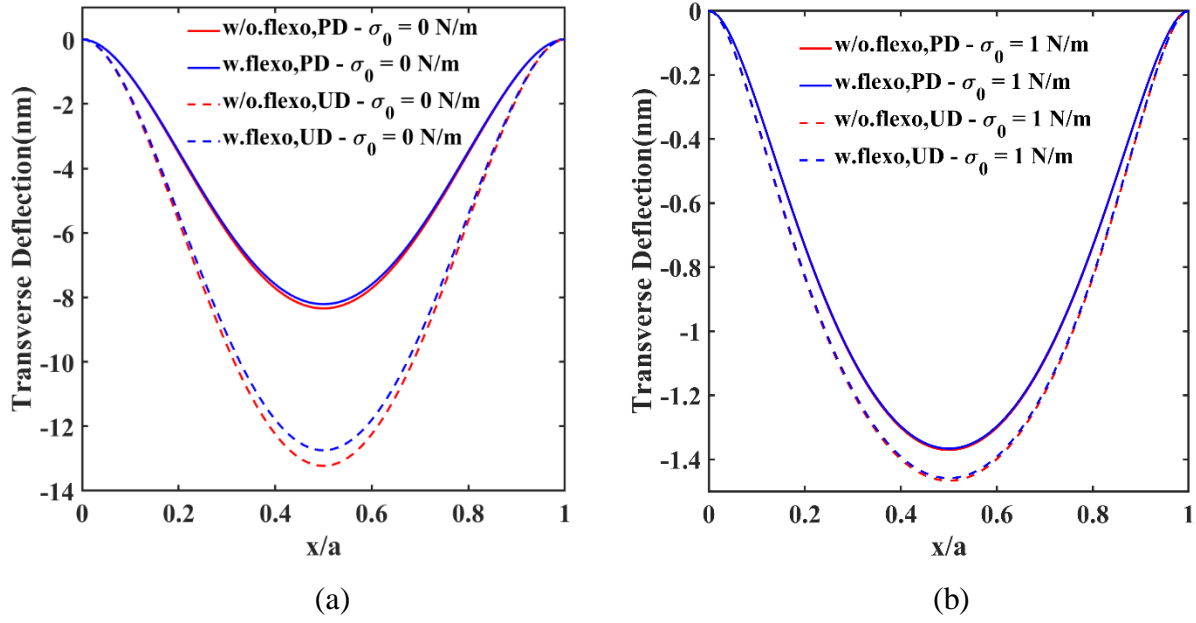 w/o.flexo,PD - σ₀ = 0 N/m
w.flexo,PD - σ₀ = 0 N/m
w/o.flexo,UD - σ₀ = 0 N/m
w.flexo,UD - σ₀ = 0 N/m
0
-2
-4
-6
-8
-10
-12
-14
Transverse Deflection(nm)
0 0.2 0.4 0.6 0.8 1
x/a
(a)
w/o.flexo,PD - σ₀ = 1 N/m
w.flexo,PD - σ₀ = 1 N/m
w/o.flexo,UD - σ₀ = 1 N/m
w.flexo,UD - σ₀ = 1 N/m
0
-0.2
-0.4
-0.6
-0.8
-1
-1.2
-1.4
Transverse Deflection(nm)
0 0.2 0.4 0.6 0.8 1
x/a
(b)